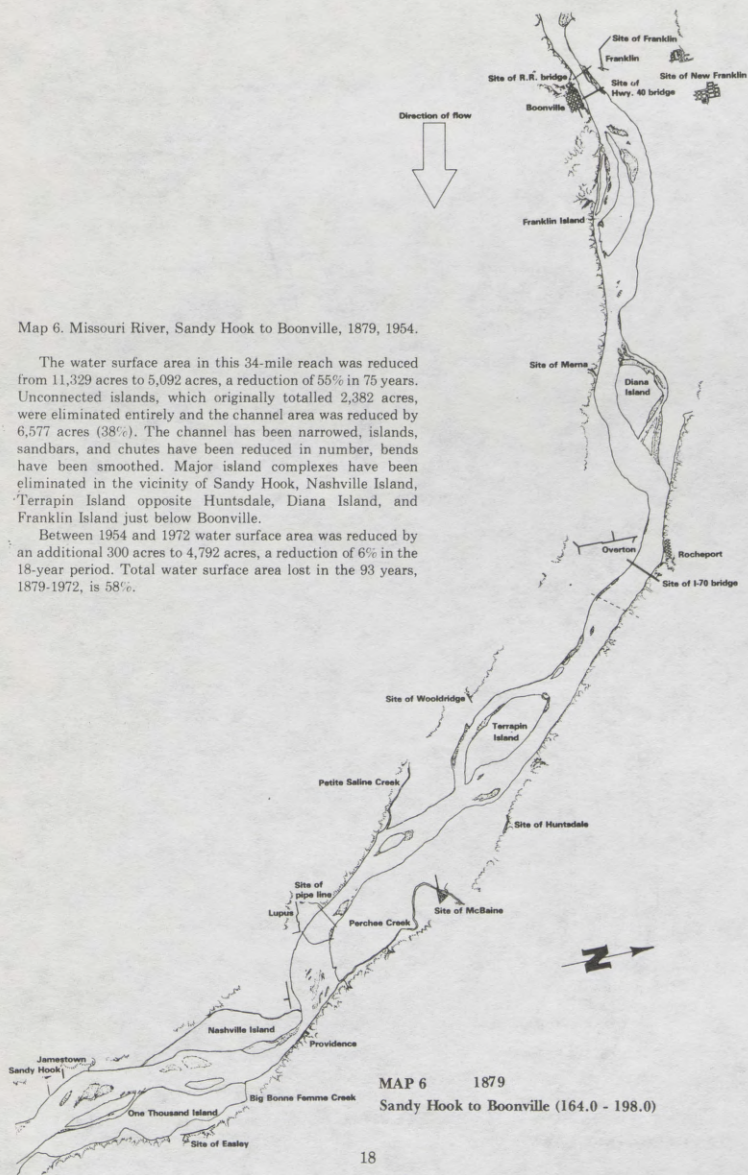 Site of Franklin
Franklin
Site of R.R. bridge
Site of New Franklin
Site of
Hwy. 40 bridge
Boonville
Direction of flow
Franklin Island
Map 6. Missouri River, Sandy Hook to Boonville, 1879, 1954.
The water surface area in this 34-mile reach was reduced
from 11,329 acres to 5,092 acres, a reduction of 55% in 75 years.
Unconnected islands, which originally totalled 2,382 acres,
were eliminated entirely and the channel area was reduced by
6,577 acres (38%). The channel has been narrowed, islands,
sandbars, and chutes have been reduced in number, bends
have been smoothed. Major island complexes have been
eliminated in the vicinity of Sandy Hook, Nashville Island,
Terrapin Island opposite Huntsdale, Diana Island, and
Franklin Island just below Boonville.
Between 1954 and 1972 water surface area was reduced by
an additional 300 acres to 4,792 acres, a reduction of 6% in the
18-year period. Total water surface area lost in the 93 years,
1879-1972, is 58%.
Site of Merna
Diana
Island
Overton
Rocheport
Site of I-70 bridge
Site of Wooldridge
Terrapin
Island
Petite Saline Creek
Site of Huntsdale
Site of
pipe line
Lupus
Perchee Creek
Site of McBaine
N
Nashville Island
Providence
Jamestown
Sandy Hook
Big Bonne Femme Creek
One Thousand Island
Site of Easley
MAP 6 1879
Sandy Hook to Boonville (164.0 - 198.0)
18